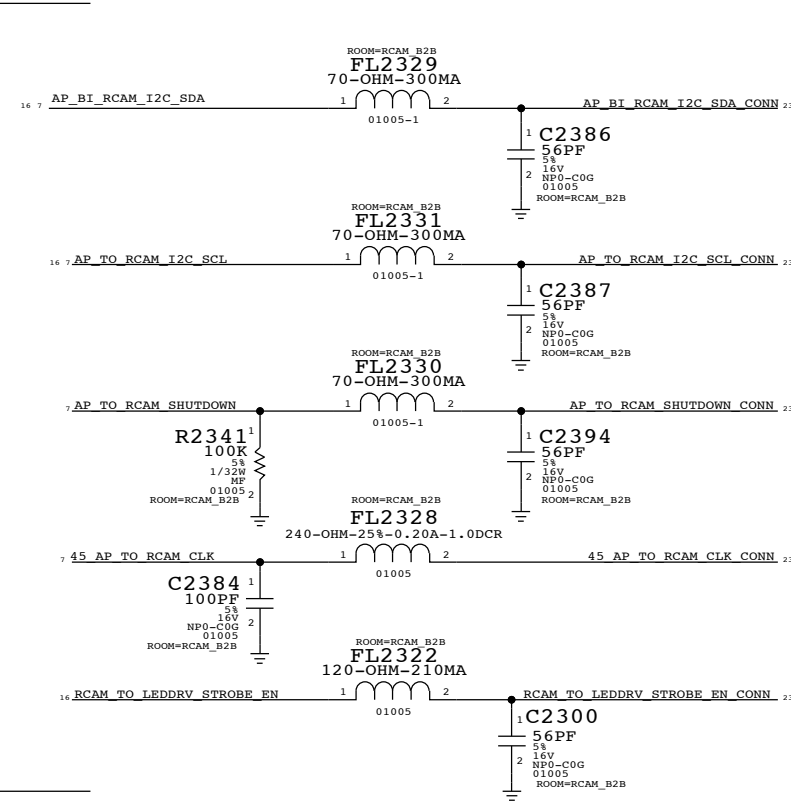 ROOM=RCAM_B2B
FL2329
70-OHM-300MA
16 7 AP_BI_RCAM_I2C_SDA 1 2 AP_BI_RCAM_I2C_SDA_CONN 23
01005-1
1 C2386
56PF
5%
16V
2 NP0-C0G
01005
ROOM=RCAM_B2B
ROOM=RCAM_B2B
FL2331
70-OHM-300MA
16 7 AP_TO_RCAM_I2C_SCL 1 2 AP_TO_RCAM_I2C_SCL_CONN 23
01005-1
1 C2387
56PF
5%
16V
2 NP0-C0G
01005
ROOM=RCAM_B2B
ROOM=RCAM_B2B
FL2330
70-OHM-300MA
7 AP_TO_RCAM_SHUTDOWN 1 2 AP_TO_RCAM_SHUTDOWN_CONN 23
01005-1
R2341 1
100K
5%
1/32W
MF
01005 2
ROOM=RCAM_B2B
1 C2394
56PF
5%
16V
2 NP0-C0G
01005
ROOM=RCAM_B2B
ROOM=RCAM_B2B
FL2328
240-OHM-25%-0.20A-1.0DCR
7 45_AP_TO_RCAM_CLK 1 2 45_AP_TO_RCAM_CLK_CONN 23
01005
C2384 1
100PF
5%
16V
NP0-C0G 2
01005
ROOM=RCAM_B2B
ROOM=RCAM_B2B
FL2322
120-OHM-210MA
16 RCAM_TO_LEDDRV_STROBE_EN 1 2 RCAM_TO_LEDDRV_STROBE_EN_CONN 23
01005
1 C2300
56PF
5%
16V
2 NP0-C0G
01005
ROOM=RCAM_B2B